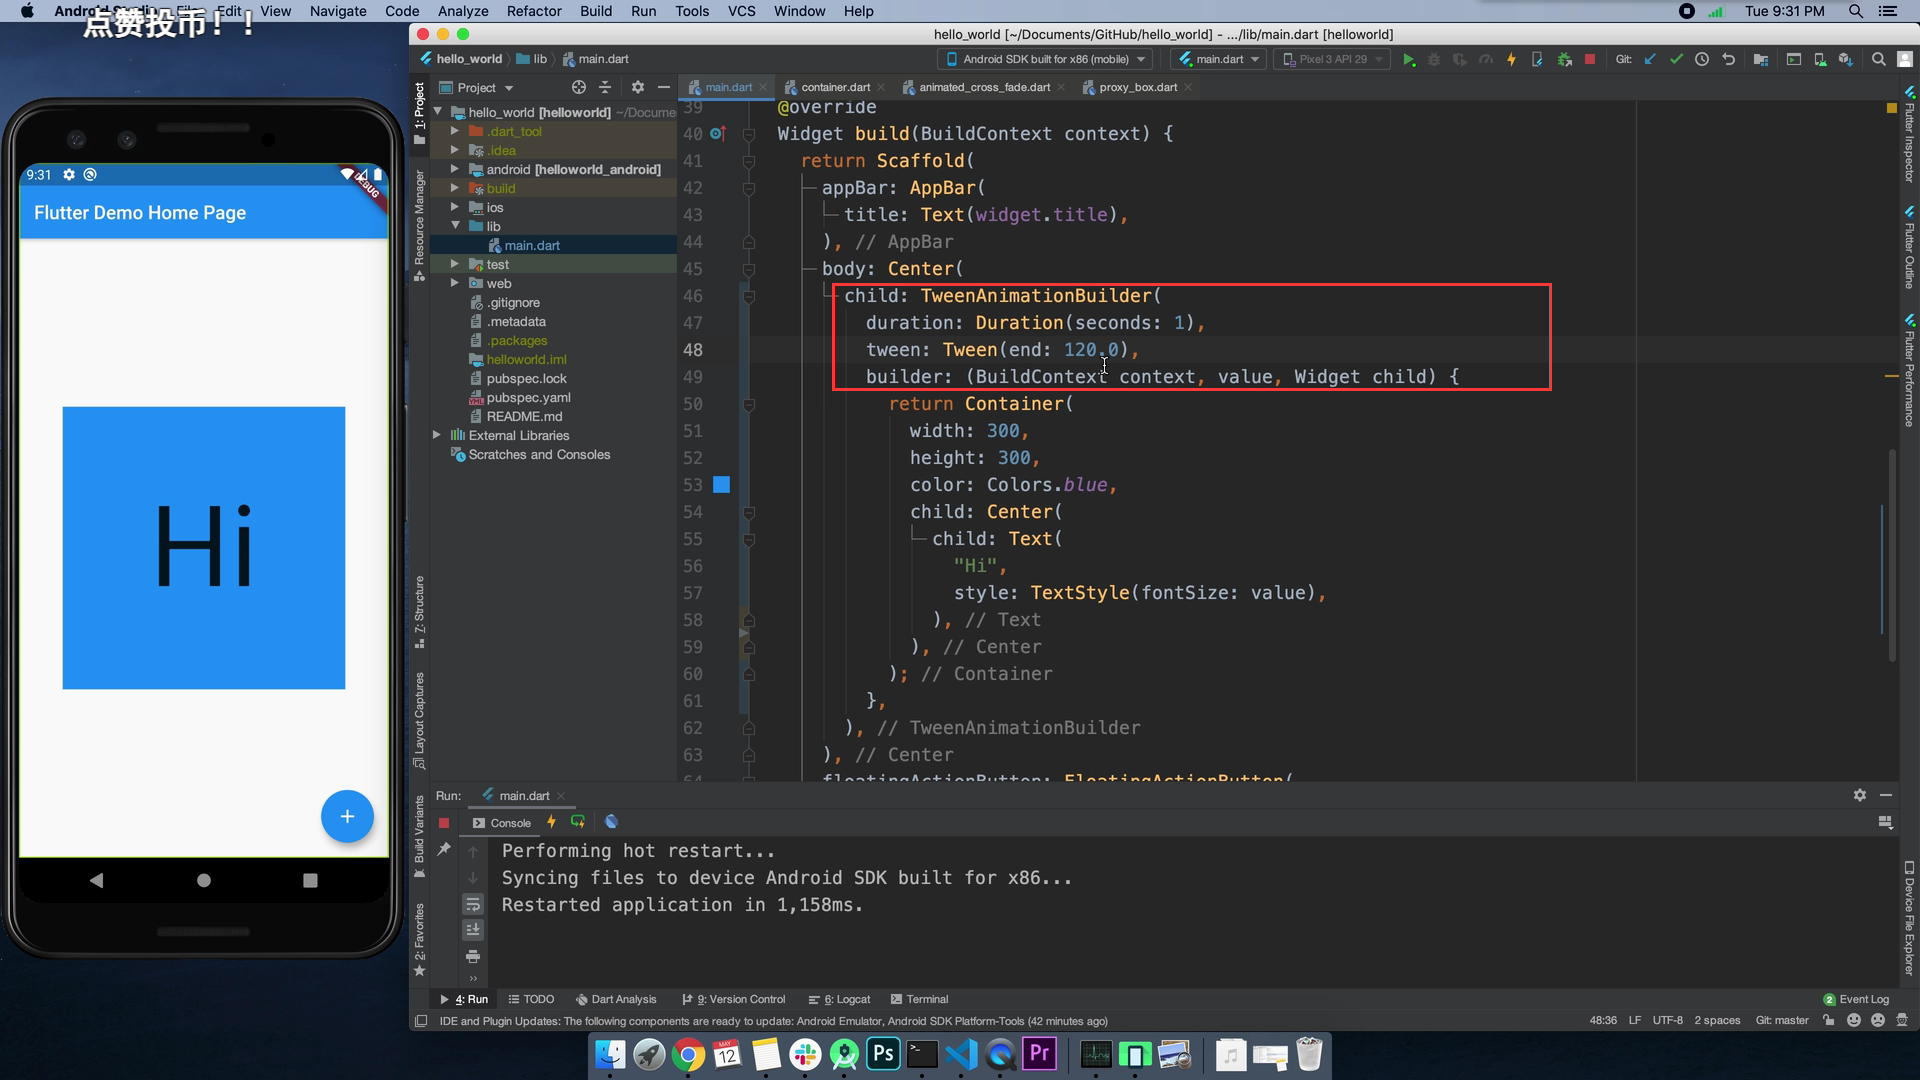 Android Studio File Edit View Navigate Code Analyze Refactor Build Run Tools VCS Window Help
Tue 9:31 PM
点赞投币！！
hello_world [~/Documents/GitHub/hello_world] - .../lib/main.dart [helloworld]
hello_world lib main.dart
Android SDK built for x86 (mobile)
main.dart
Pixel 3 API 29
Git:
Project
main.dart
container.dart
animated_cross_fade.dart
proxy_box.dart
1: Project
Resource Manager
7: Structure
Layout Captures
Build Variants
2: Favorites
hello_world [helloworld] ~/Docume
.dart_tool
.idea
android [helloworld_android]
build
ios
lib
main.dart
test
web
.gitignore
.metadata
.packages
helloworld.iml
pubspec.lock
pubspec.yaml
README.md
External Libraries
Scratches and Consoles
39 @override
40 Widget build(BuildContext context) {
41 return Scaffold(
42 appBar: AppBar(
43 title: Text(widget.title),
44 ), // AppBar
45 body: Center(
46 child: TweenAnimationBuilder(
47 duration: Duration(seconds: 1),
48 tween: Tween(end: 120.0),
49 builder: (BuildContext context, value, Widget child) {
50 return Container(
51 width: 300,
52 height: 300,
53 color: Colors.blue,
54 child: Center(
55 child: Text(
56 "Hi",
57 style: TextStyle(fontSize: value),
58 ), // Text
59 ), // Center
60 ); // Container
61 },
62 ), // TweenAnimationBuilder
63 ), // Center
64 floatingActionButton: FloatingActionButton(
9:31
DEBUG
Flutter Demo Home Page
Hi
+
Flutter Inspector
Flutter Outline
Flutter Performance
Device File Explorer
Run: main.dart
Console
Performing hot restart...
Syncing files to device Android SDK built for x86...
Restarted application in 1,158ms.
4: Run TODO Dart Analysis 9: Version Control 6: Logcat Terminal
2 Event Log
IDE and Plugin Updates: The following components are ready to update: Android Emulator, Android SDK Platform-Tools (42 minutes ago)
48:36 LF UTF-8 2 spaces Git: master
MAY
12
Ps
Pr